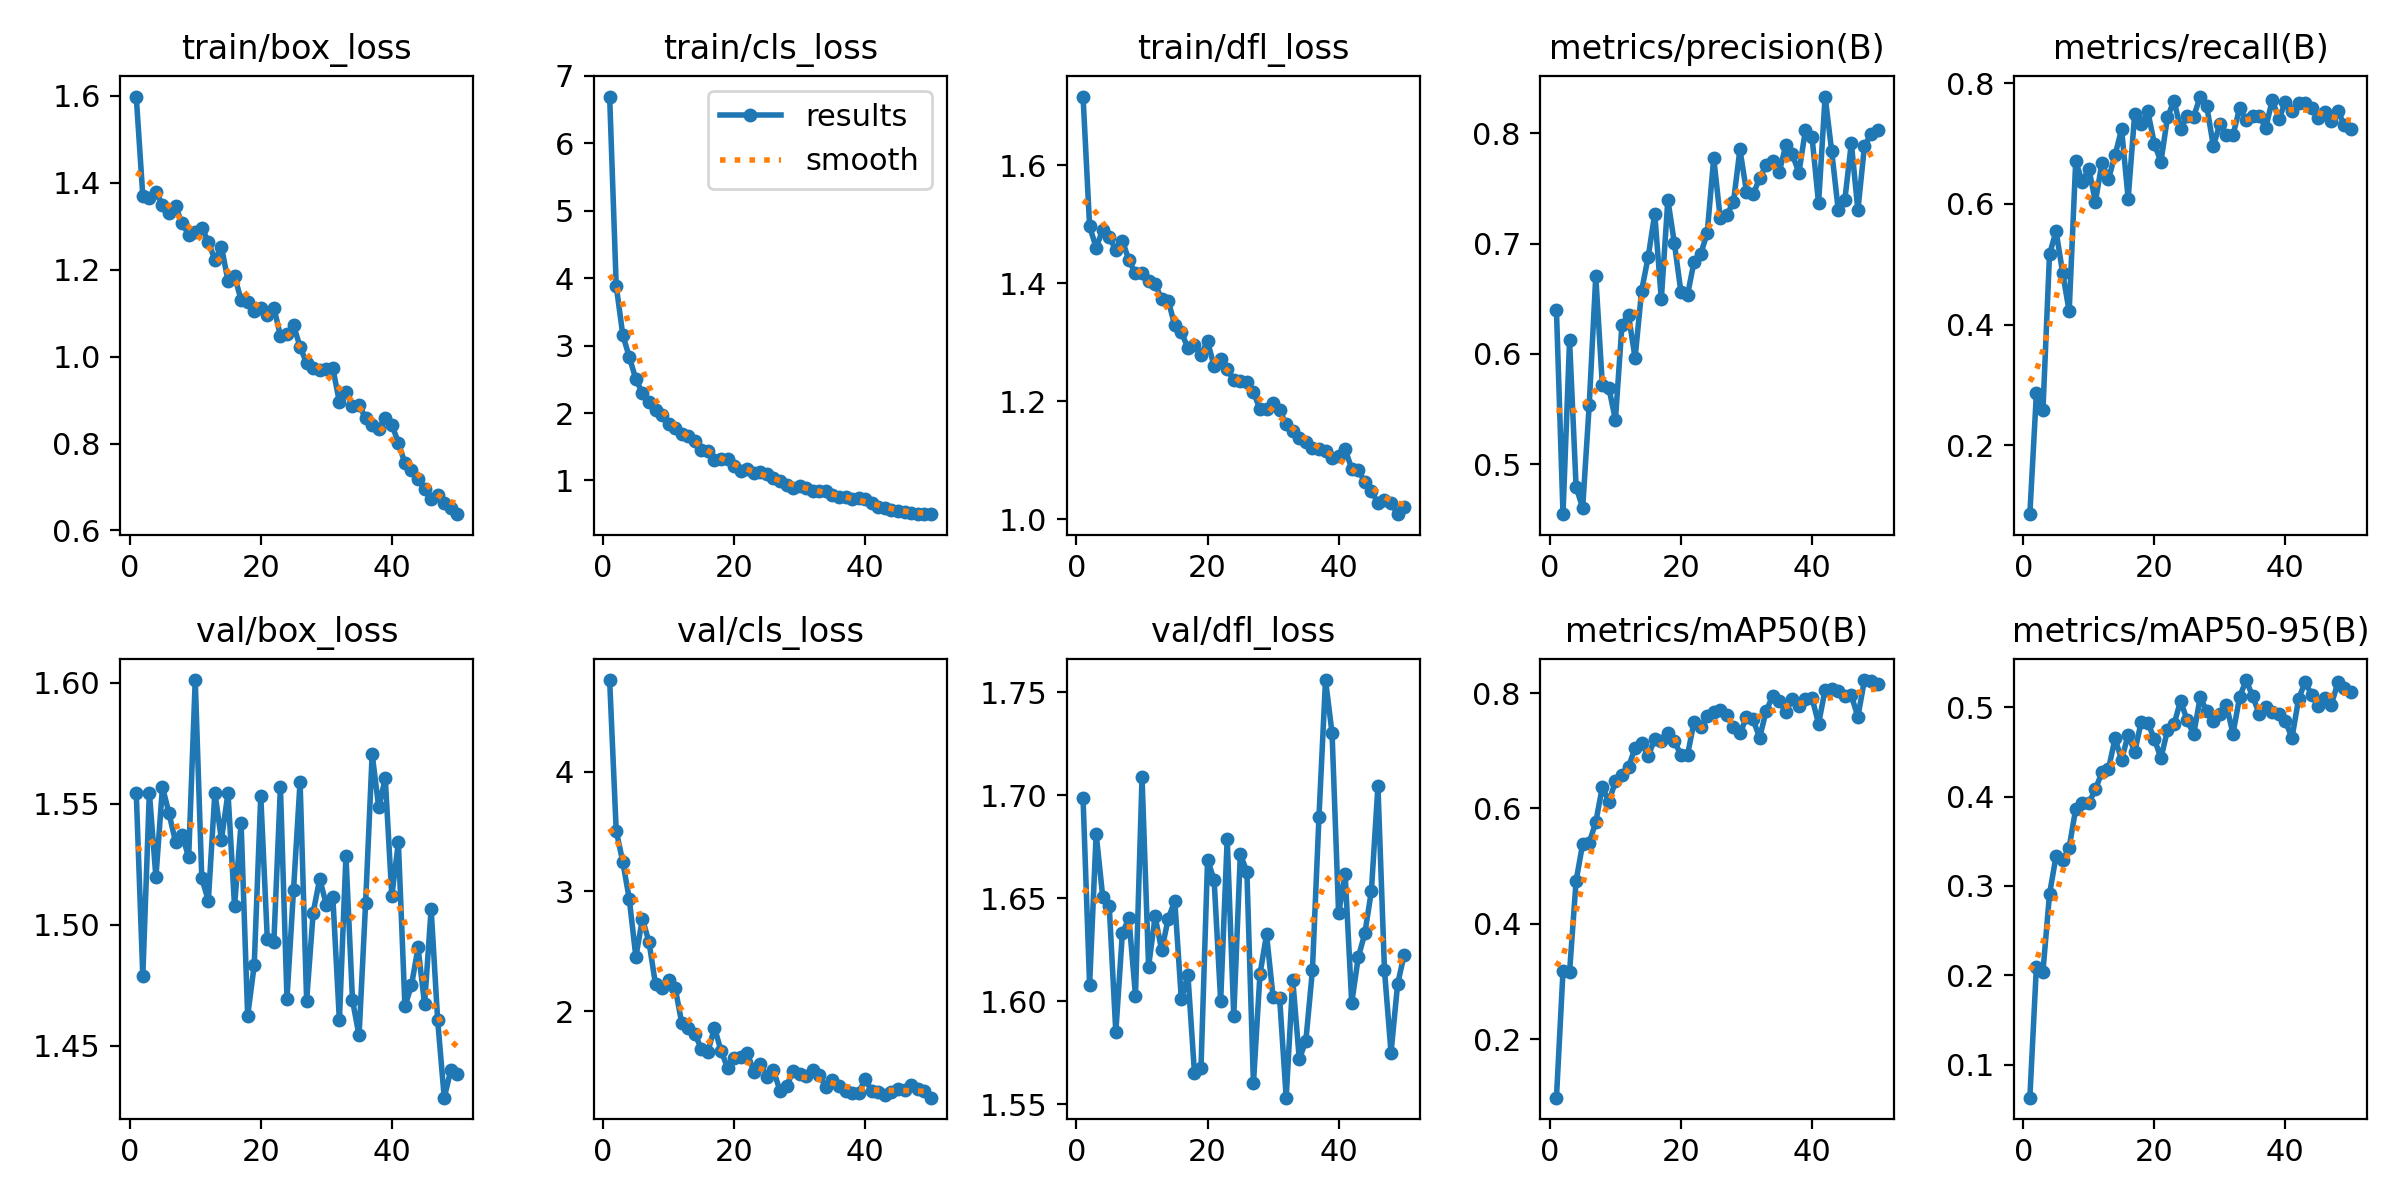 train/box_loss
1.6
1.4
1.2
1.0
0.8
0.6
0 20 40
train/cls_loss
7
6
5
4
3
2
1
results
smooth
0 20 40
train/dfl_loss
1.6
1.4
1.2
1.0
0 20 40
metrics/precision(B)
0.8
0.7
0.6
0.5
0 20 40
metrics/recall(B)
0.8
0.6
0.4
0.2
0 20 40
val/box_loss
1.60
1.55
1.50
1.45
0 20 40
val/cls_loss
4
3
2
0 20 40
val/dfl_loss
1.75
1.70
1.65
1.60
1.55
0 20 40
metrics/mAP50(B)
0.8
0.6
0.4
0.2
0 20 40
metrics/mAP50-95(B)
0.5
0.4
0.3
0.2
0.1
0 20 40